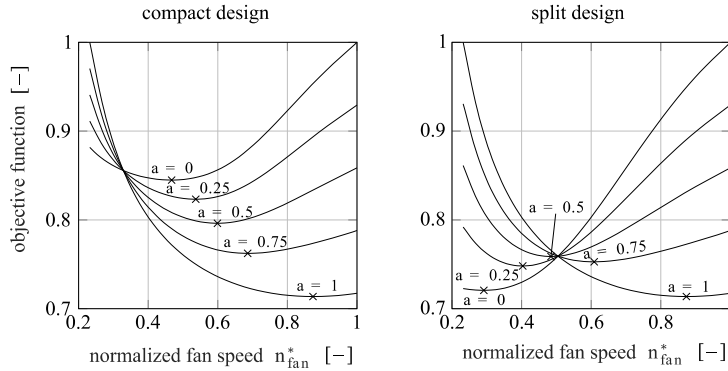 compact design
split design
objective function [–]
1
0.9
0.8
0.7
a = 0
a = 0.25
a = 0.5
a = 0.75
a = 1
0.2
0.4
0.6
0.8
1
normalized fan speed n*fan [–]
1
0.9
0.8
0.7
a = 0.5
a = 0.75
a = 0.25
a = 1
a = 0
0.2
0.4
0.6
0.8
normalized fan speed n*fan [–]